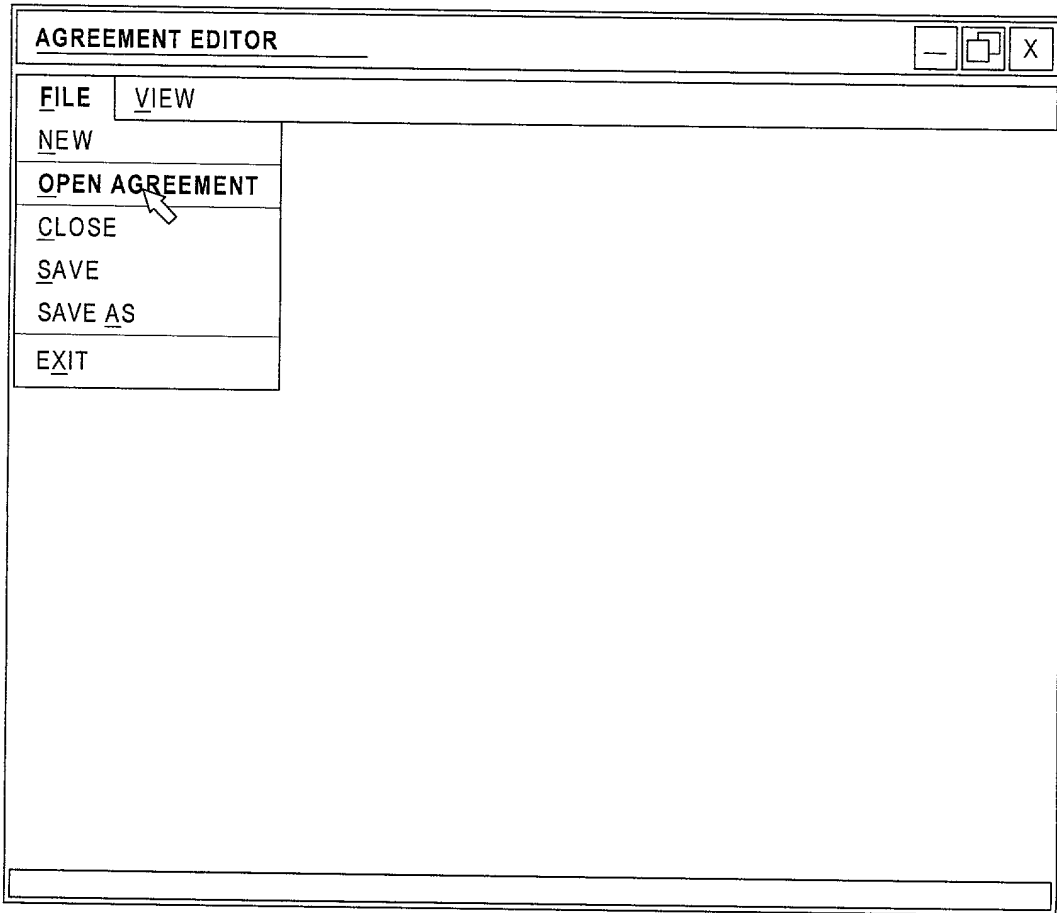 AGREEMENT EDITOR
X
FILE VIEW
NEW
OPEN AGREEMENT
CLOSE
SAVE
SAVE AS
EXIT